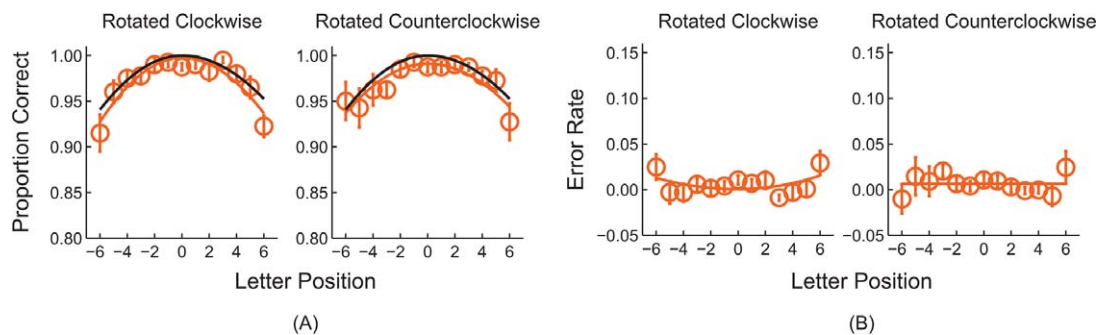 Rotated Clockwise Rotated Counterclockwise Rotated Clockwise Rotated Counterclockwise
Proportion Correct
1.00
0.95
0.90
0.85
0.80
−6 −4 −2 0 2 4 6
1.00
0.95
0.90
0.85
0.80
−6 −4 −2 0 2 4 6
Letter Position
(A)
Error Rate
0.15
0.10
0.05
0.00
−0.05
−6 −4 −2 0 2 4 6
0.15
0.10
0.05
0.00
−0.05
−6 −4 −2 0 2 4 6
Letter Position
(B)